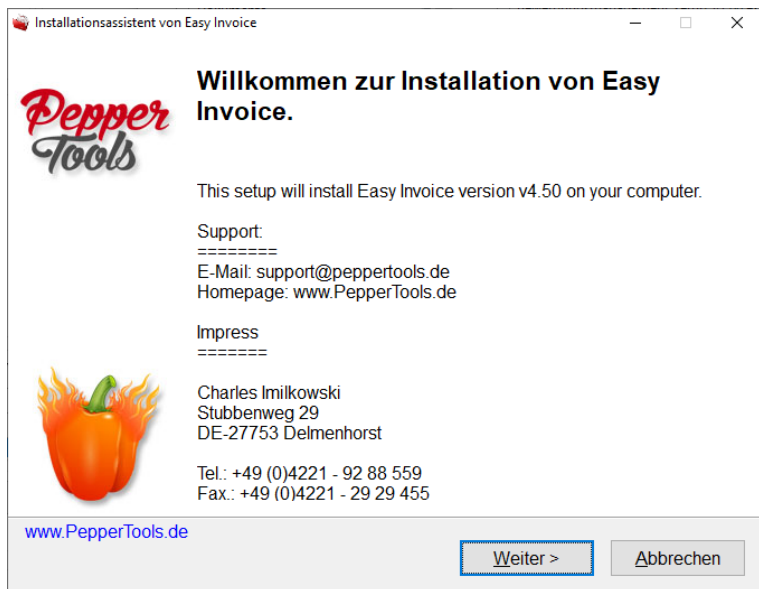 Installationsassistent von Easy Invoice
Pepper
Tools
Willkommen zur Installation von Easy
Invoice.
This setup will install Easy Invoice version v4.50 on your computer.
Support:
========
E-Mail: support@peppertools.de
Homepage: www.PepperTools.de
Impress
=======
Charles Imilkowski
Stubbenweg 29
DE-27753 Delmenhorst
Tel.: +49 (0)4221 - 92 88 559
Fax.: +49 (0)4221 - 29 29 455
www.PepperTools.de
Weiter >
Abbrechen